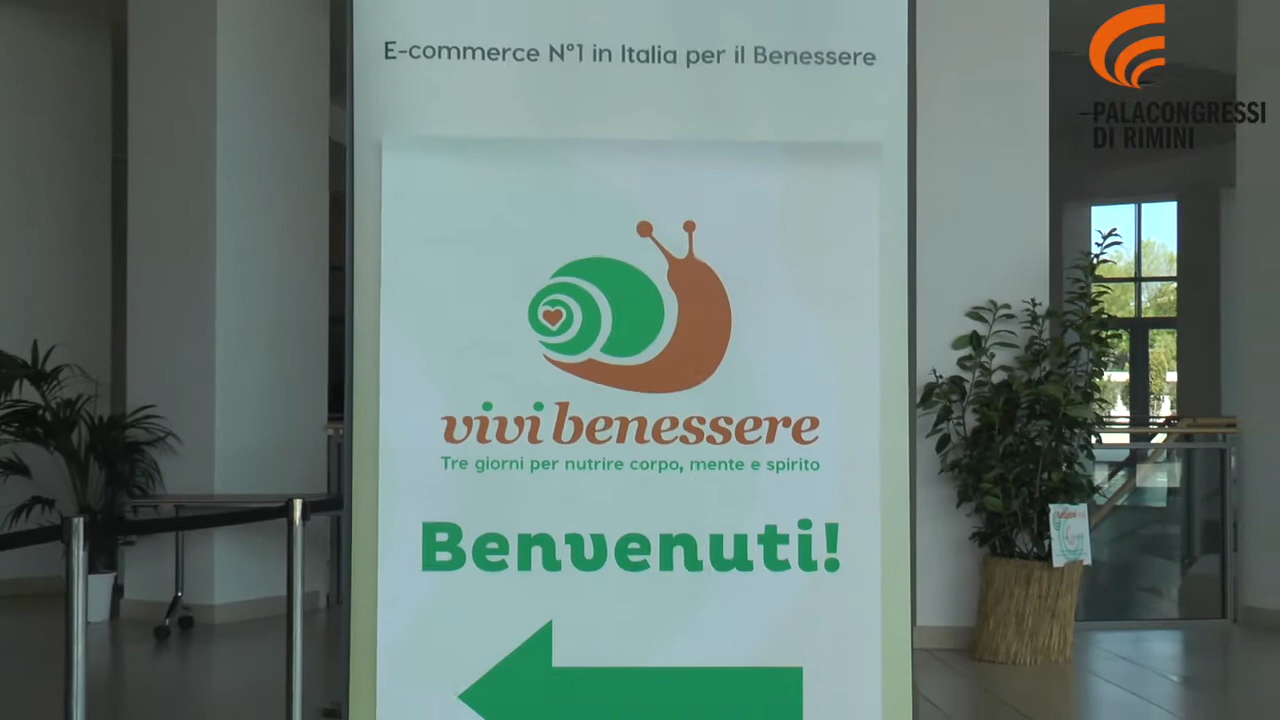 E-commerce N°1 in Italia per il Benessere
PALACONGRESSI
DI RIMINI
vivi benessere
Tre giorni per nutrire corpo, mente e spirito
Benvenuti!